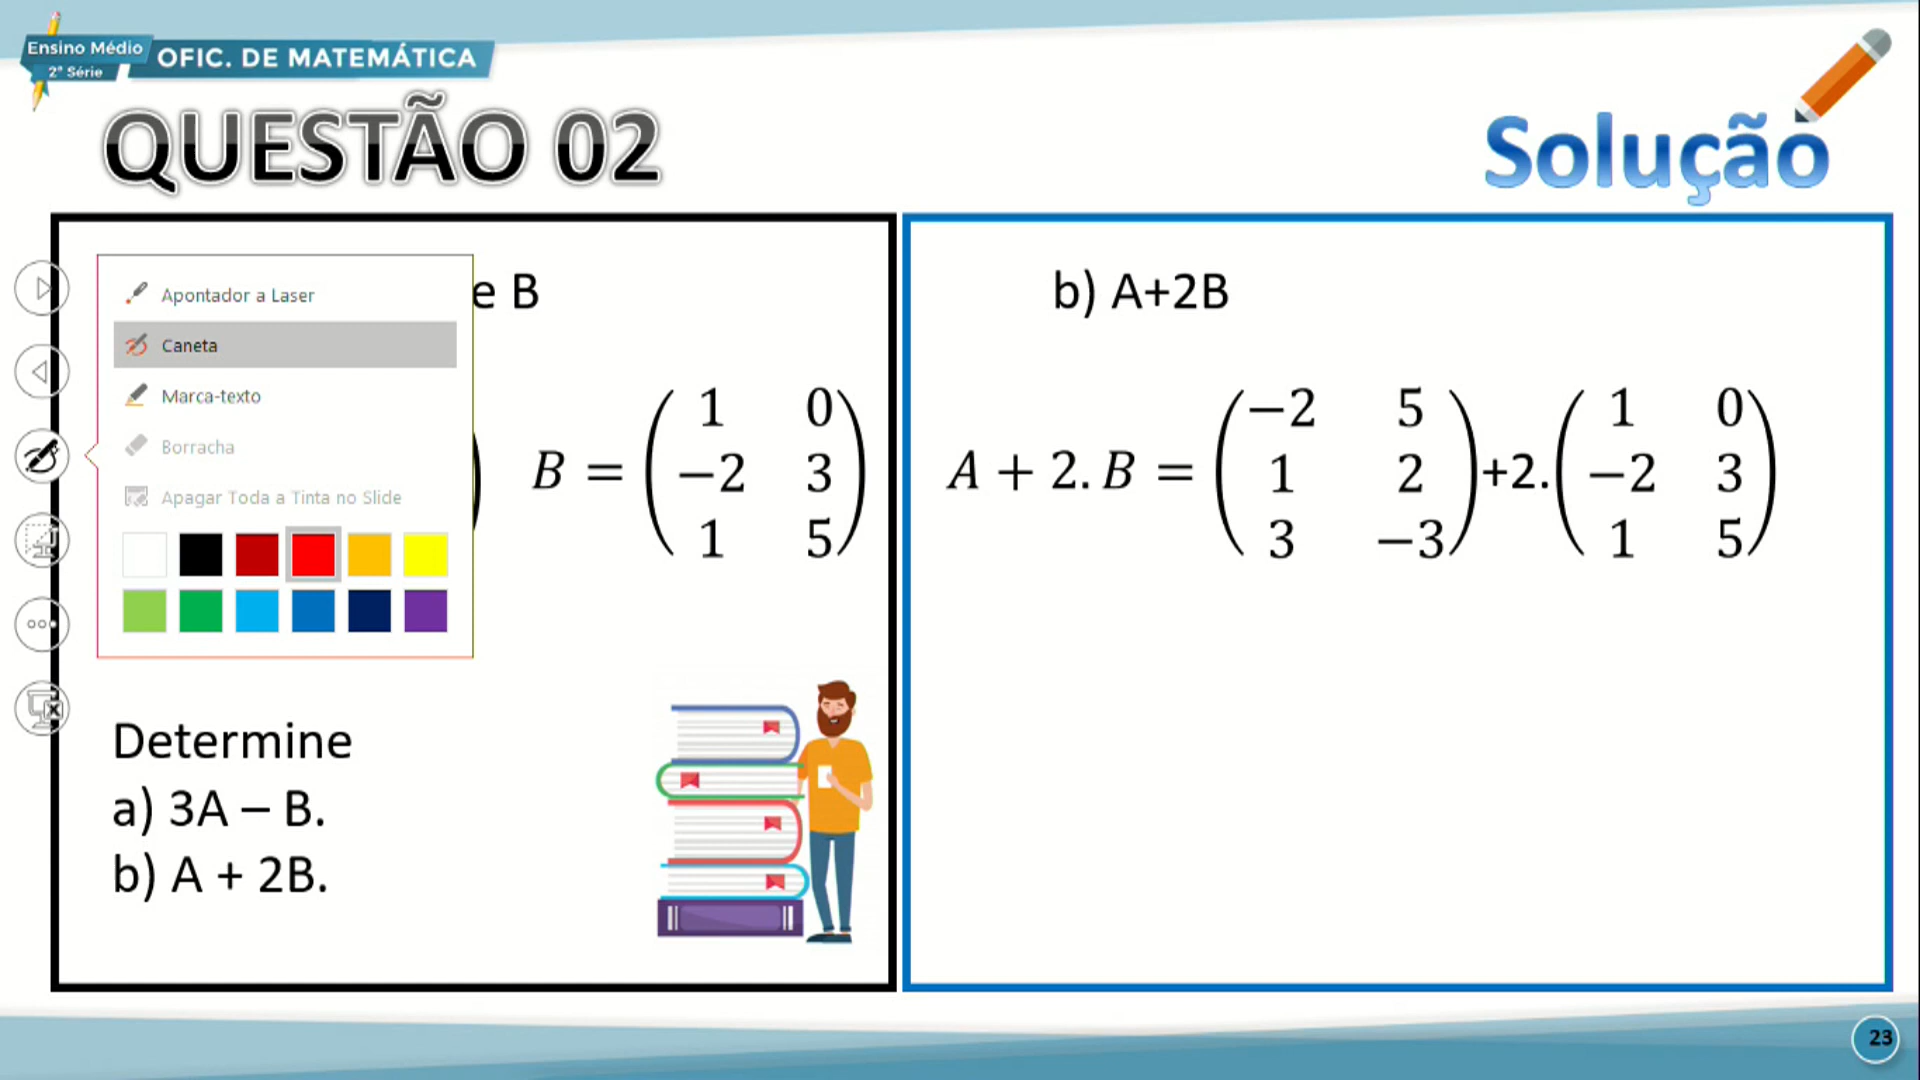 Ensino Médio
2ª Série
OFIC. DE MATEMÁTICA
QUESTÃO 02
Solução
Apontador a Laser
Caneta
Marca-texto
Borracha
Apagar Toda a Tinta no Slide
e B
B = ( 1 0
−2 3
1 5 )
Determine
a) 3A – B.
b) A + 2B.
b) A+2B
A + 2. B = ( −2 5
1 2
3 −3 ) +2. ( 1 0
−2 3
1 5 )
23